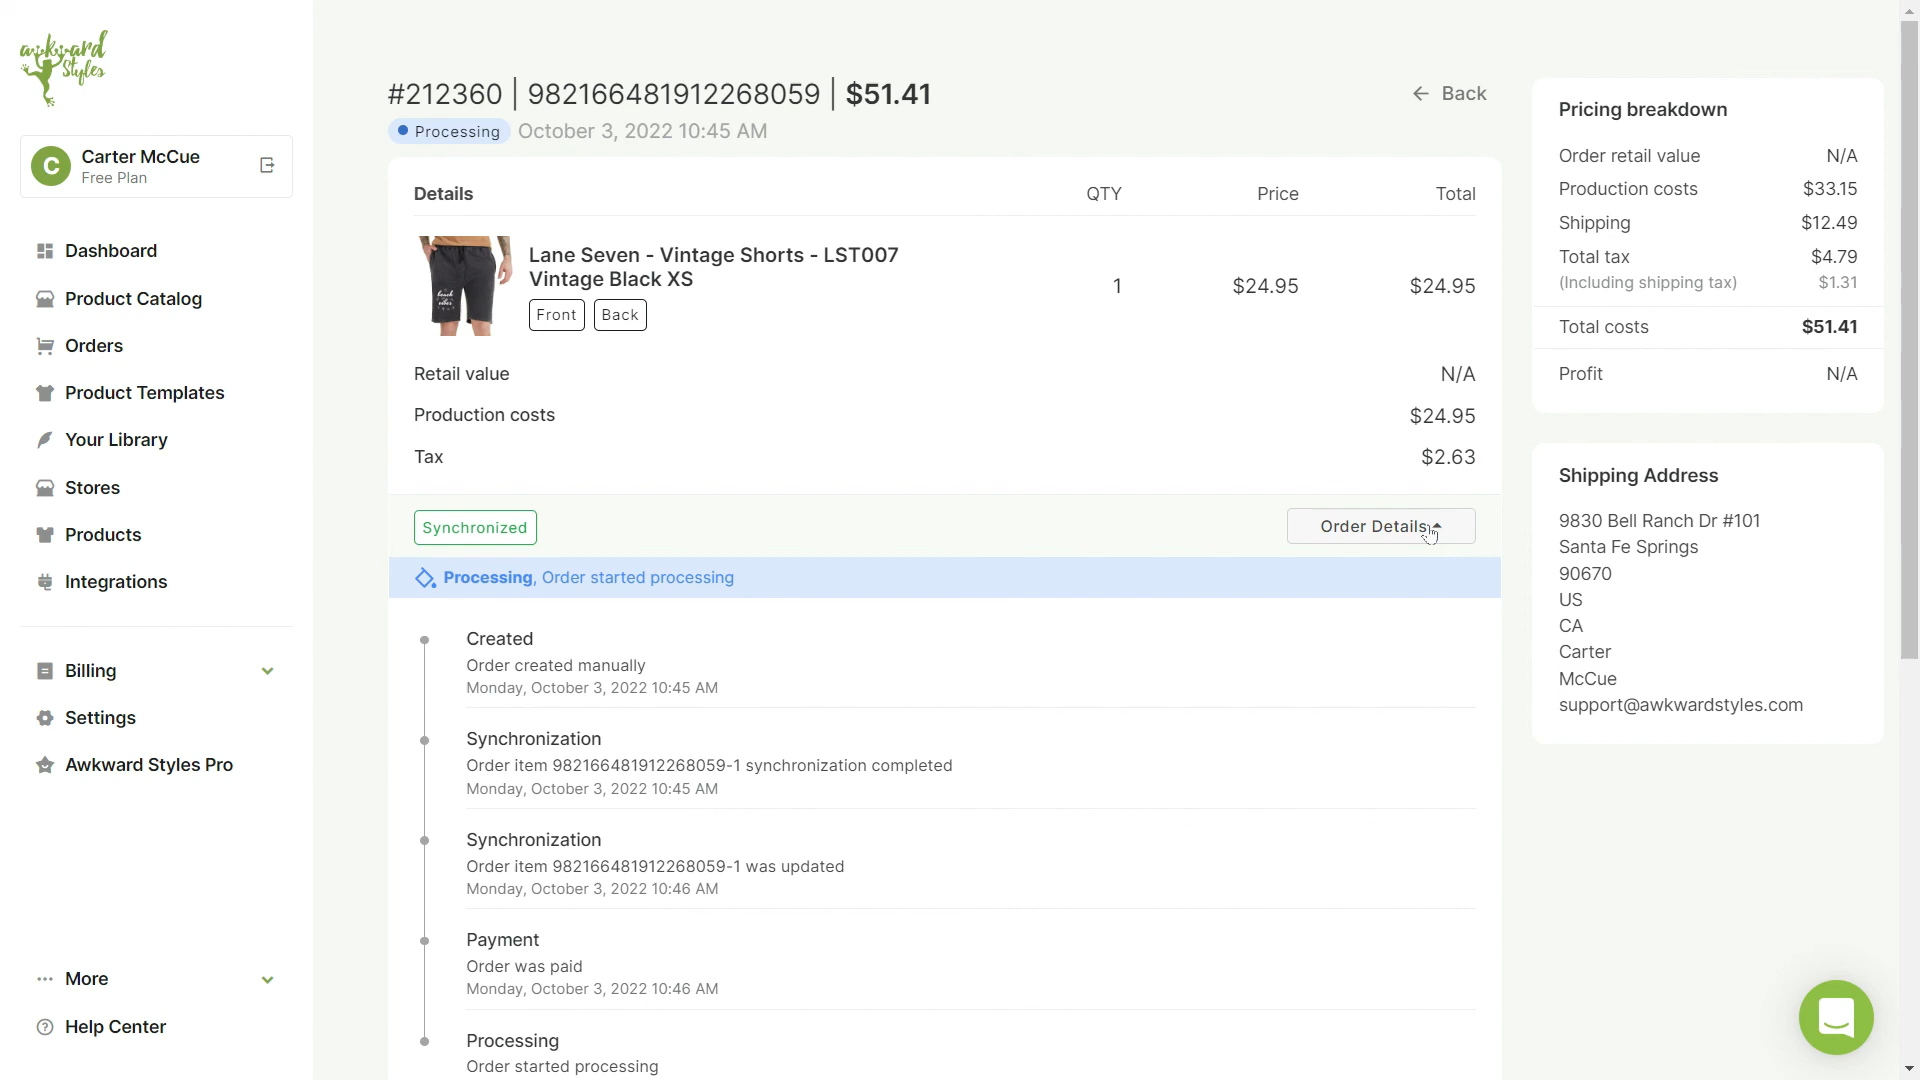 awkward
Styles
C
Carter McCue
Free Plan
Dashboard
Product Catalog
Orders
Product Templates
Your Library
Stores
Products
Integrations
Billing
Settings
Awkward Styles Pro
More
Help Center
#212360 | 982166481912268059 | $51.41
Back
Processing October 3, 2022 10:45 AM
Details QTY Price Total
Lane Seven - Vintage Shorts - LST007
Vintage Black XS
Front Back
1 $24.95 $24.95
beach
vibes
Retail value N/A
Production costs $24.95
Tax $2.63
Synchronized
Order Details
Processing, Order started processing
Created
Order created manually
Monday, October 3, 2022 10:45 AM
Synchronization
Order item 982166481912268059-1 synchronization completed
Monday, October 3, 2022 10:45 AM
Synchronization
Order item 982166481912268059-1 was updated
Monday, October 3, 2022 10:46 AM
Payment
Order was paid
Monday, October 3, 2022 10:46 AM
Processing
Order started processing
Pricing breakdown
Order retail value N/A
Production costs $33.15
Shipping $12.49
Total tax $4.79
(Including shipping tax) $1.31
Total costs $51.41
Profit N/A
Shipping Address
9830 Bell Ranch Dr #101
Santa Fe Springs
90670
US
CA
Carter
McCue
support@awkwardstyles.com